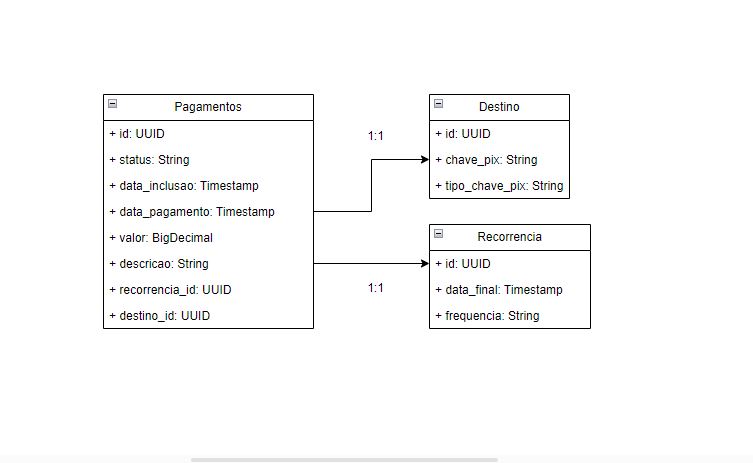 Pagamentos
+ id: UUID
+ status: String
+ data_inclusao: Timestamp
+ data_pagamento: Timestamp
+ valor: BigDecimal
+ descricao: String
+ recorrencia_id: UUID
+ destino_id: UUID
1:1
1:1
Destino
+ id: UUID
+ chave_pix: String
+ tipo_chave_pix: String
Recorrencia
+ id: UUID
+ data_final: Timestamp
+ frequencia: String